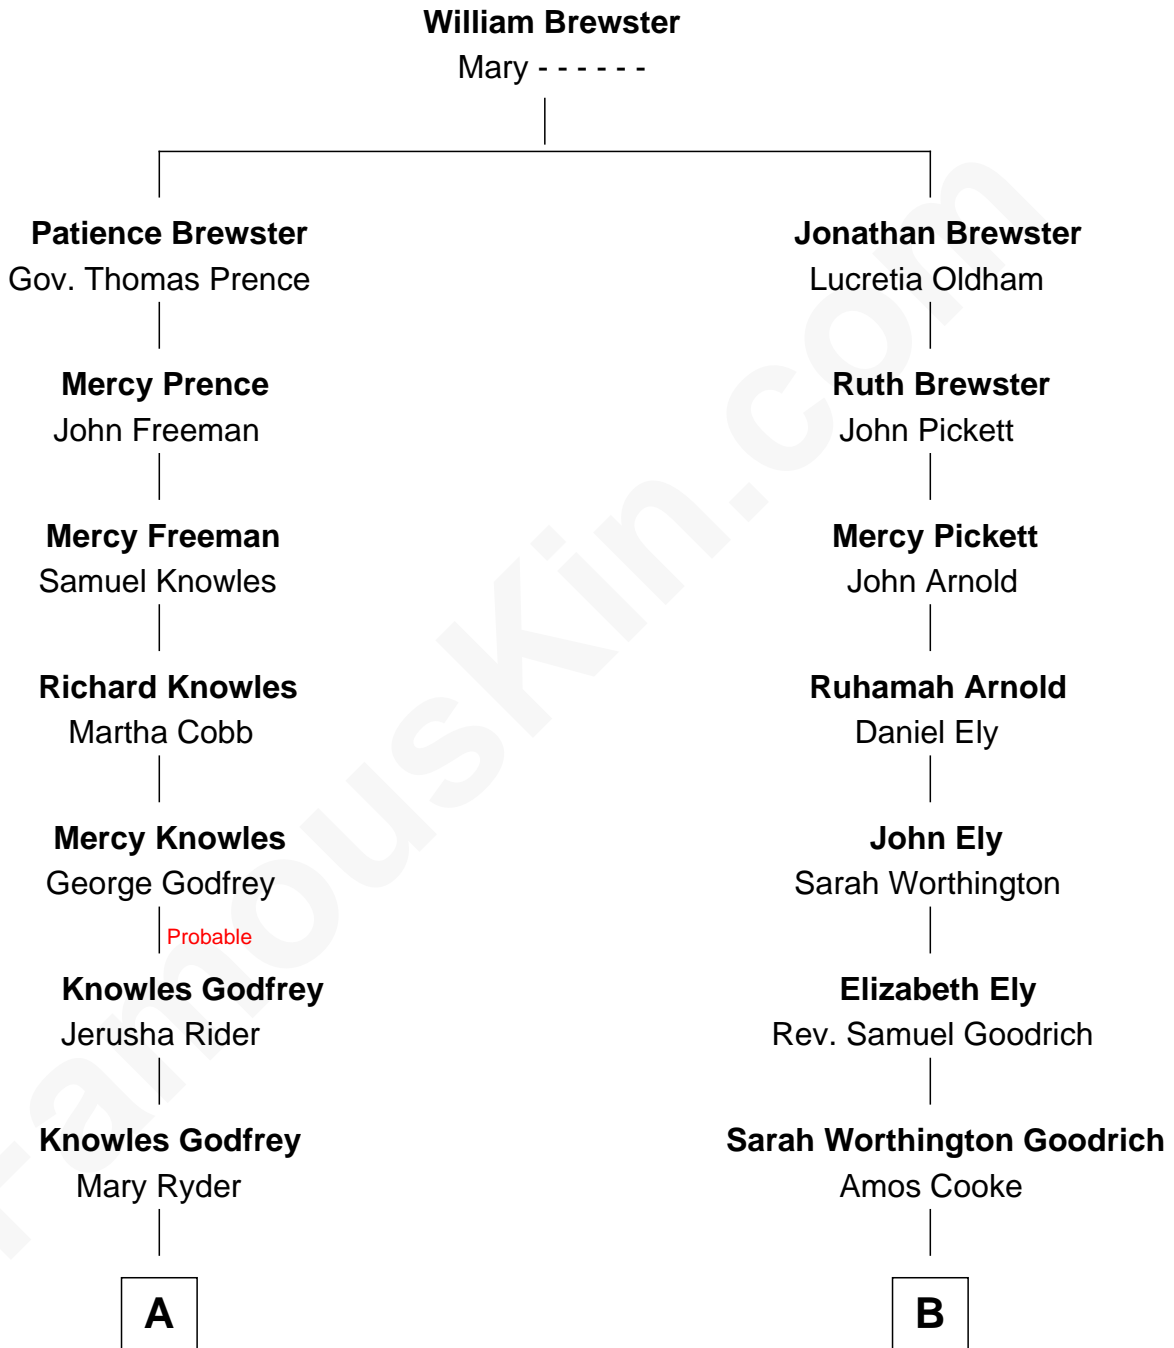 William Brewster
Mary - - - - - -
Patience Brewster
Gov. Thomas Prence
Jonathan Brewster
Lucretia Oldham
Mercy Prence
John Freeman
Ruth Brewster
John Pickett
Mercy Freeman
Samuel Knowles
Mercy Pickett
John Arnold
Richard Knowles
Martha Cobb
Ruhamah Arnold
Daniel Ely
Mercy Knowles
George Godfrey
John Ely
Sarah Worthington
Probable
Knowles Godfrey
Jerusha Rider
Elizabeth Ely
Rev. Samuel Goodrich
Knowles Godfrey
Mary Ryder
Sarah Worthington Goodrich
Amos Cooke
A
B
FamousKin.com